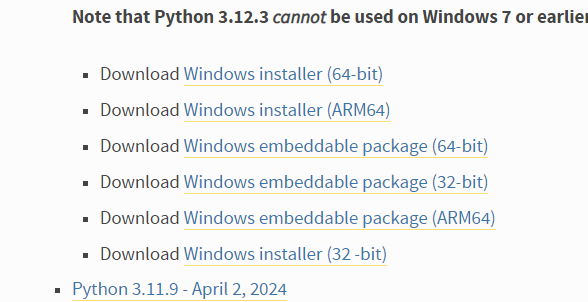 Note that Python 3.12.3 cannot be used on Windows 7 or earlier
Download Windows installer (64-bit)
Download Windows installer (ARM64)
Download Windows embeddable package (64-bit)
Download Windows embeddable package (32-bit)
Download Windows embeddable package (ARM64)
Download Windows installer (32 -bit)
Python 3.11.9 - April 2, 2024